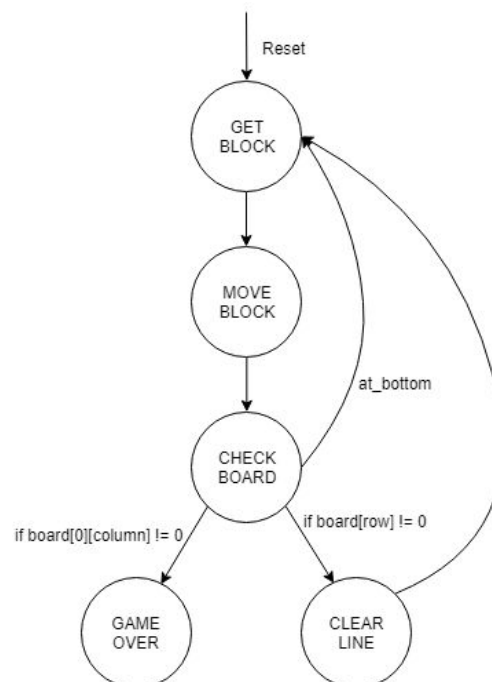 Reset
GET
BLOCK
MOVE
BLOCK
at_bottom
CHECK
BOARD
if board[0][column] != 0
if board[row] != 0
GAME
OVER
CLEAR
LINE